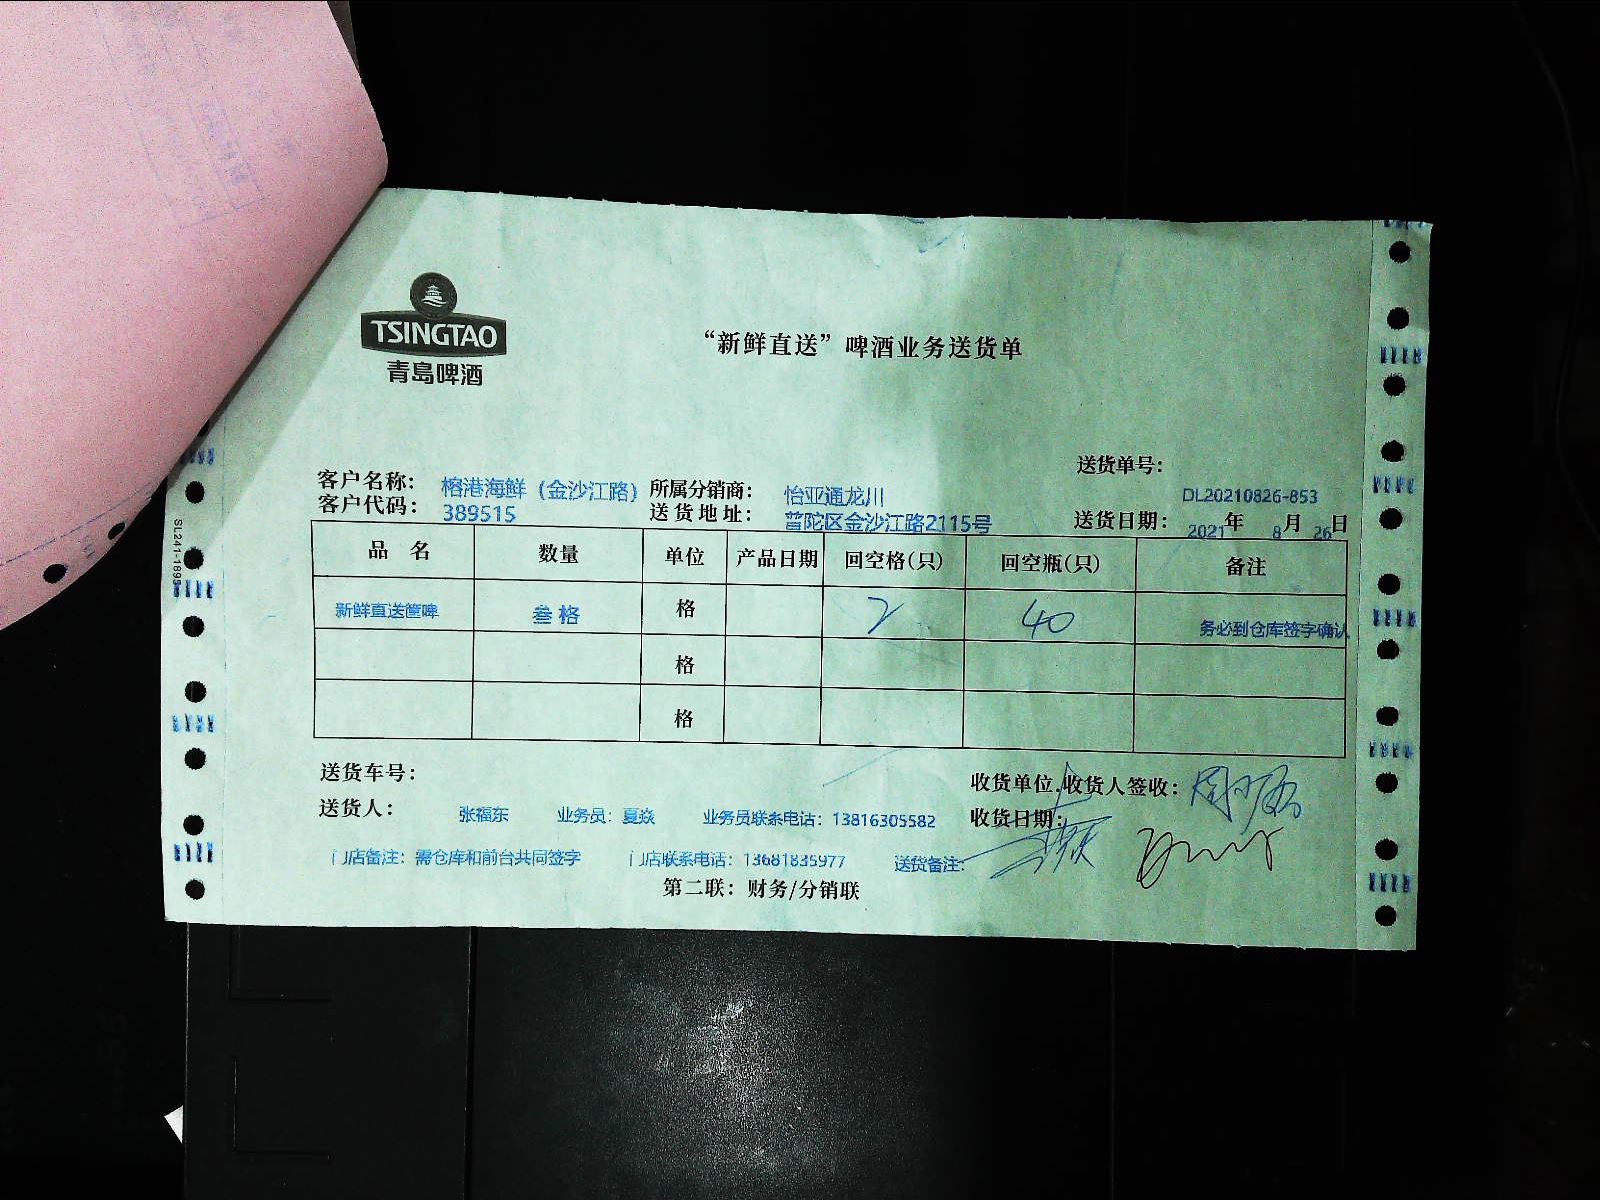 TSINGTAO
青島啤酒
“新鲜直送”啤酒业务送货单
送货单号：
DL20210826-853
客户名称： 榕港海鲜（金沙江路） 所属分销商： 怡亚通龙川
客户代码： 389515 送货地址： 普陀区金沙江路2115号 送货日期： 2021年 8月 26日
品 名 数量 单位 产品日期 回空格(只) 回空瓶(只) 备注
新鲜直送箧啤 叁格 格 2 40 务必到仓库签字确认
格
格
送货车号： 收货单位.收货人签收：
送货人： 张福东 业务员：夏焱 业务员联系电话：13816305582 收货日期：
门店备注：需仓库和前台共同签字 门店联系电话：13681835977 送货备注：
第二联：财务/分销联